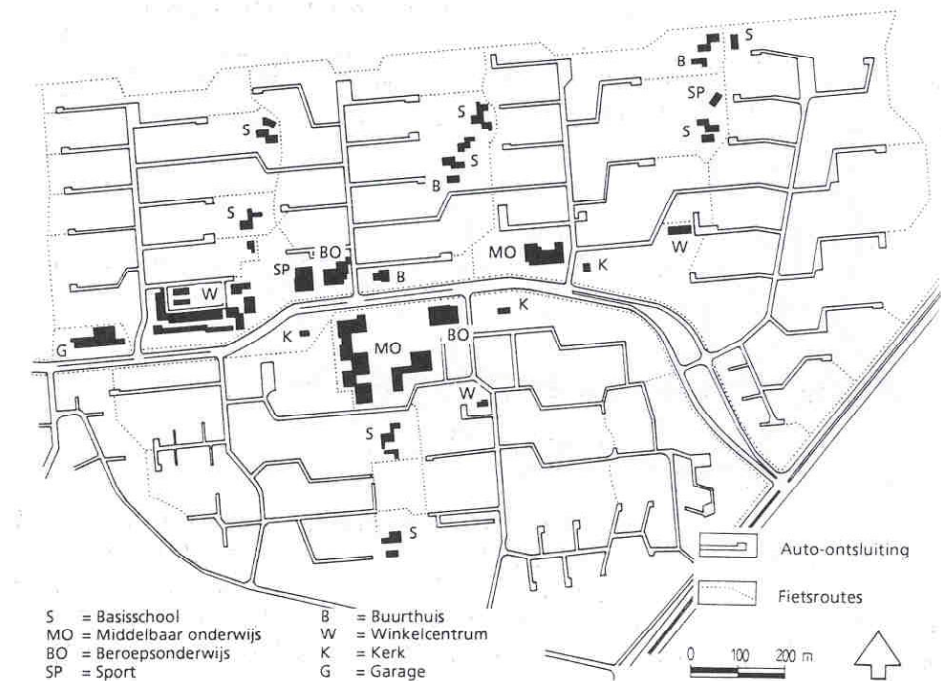 S
B
SP
S
S
S
S
B
S
W
MO
BO
SP
B
K
W
K
K
G
MO
BO
W
S
S
Auto-ontsluiting
Fietsroutes
S = Basisschool
MO = Middelbaar onderwijs
BO = Beroepsonderwijs
SP = Sport
B = Buurthuis
W = Winkelcentrum
K = Kerk
G = Garage
0 100 200 m